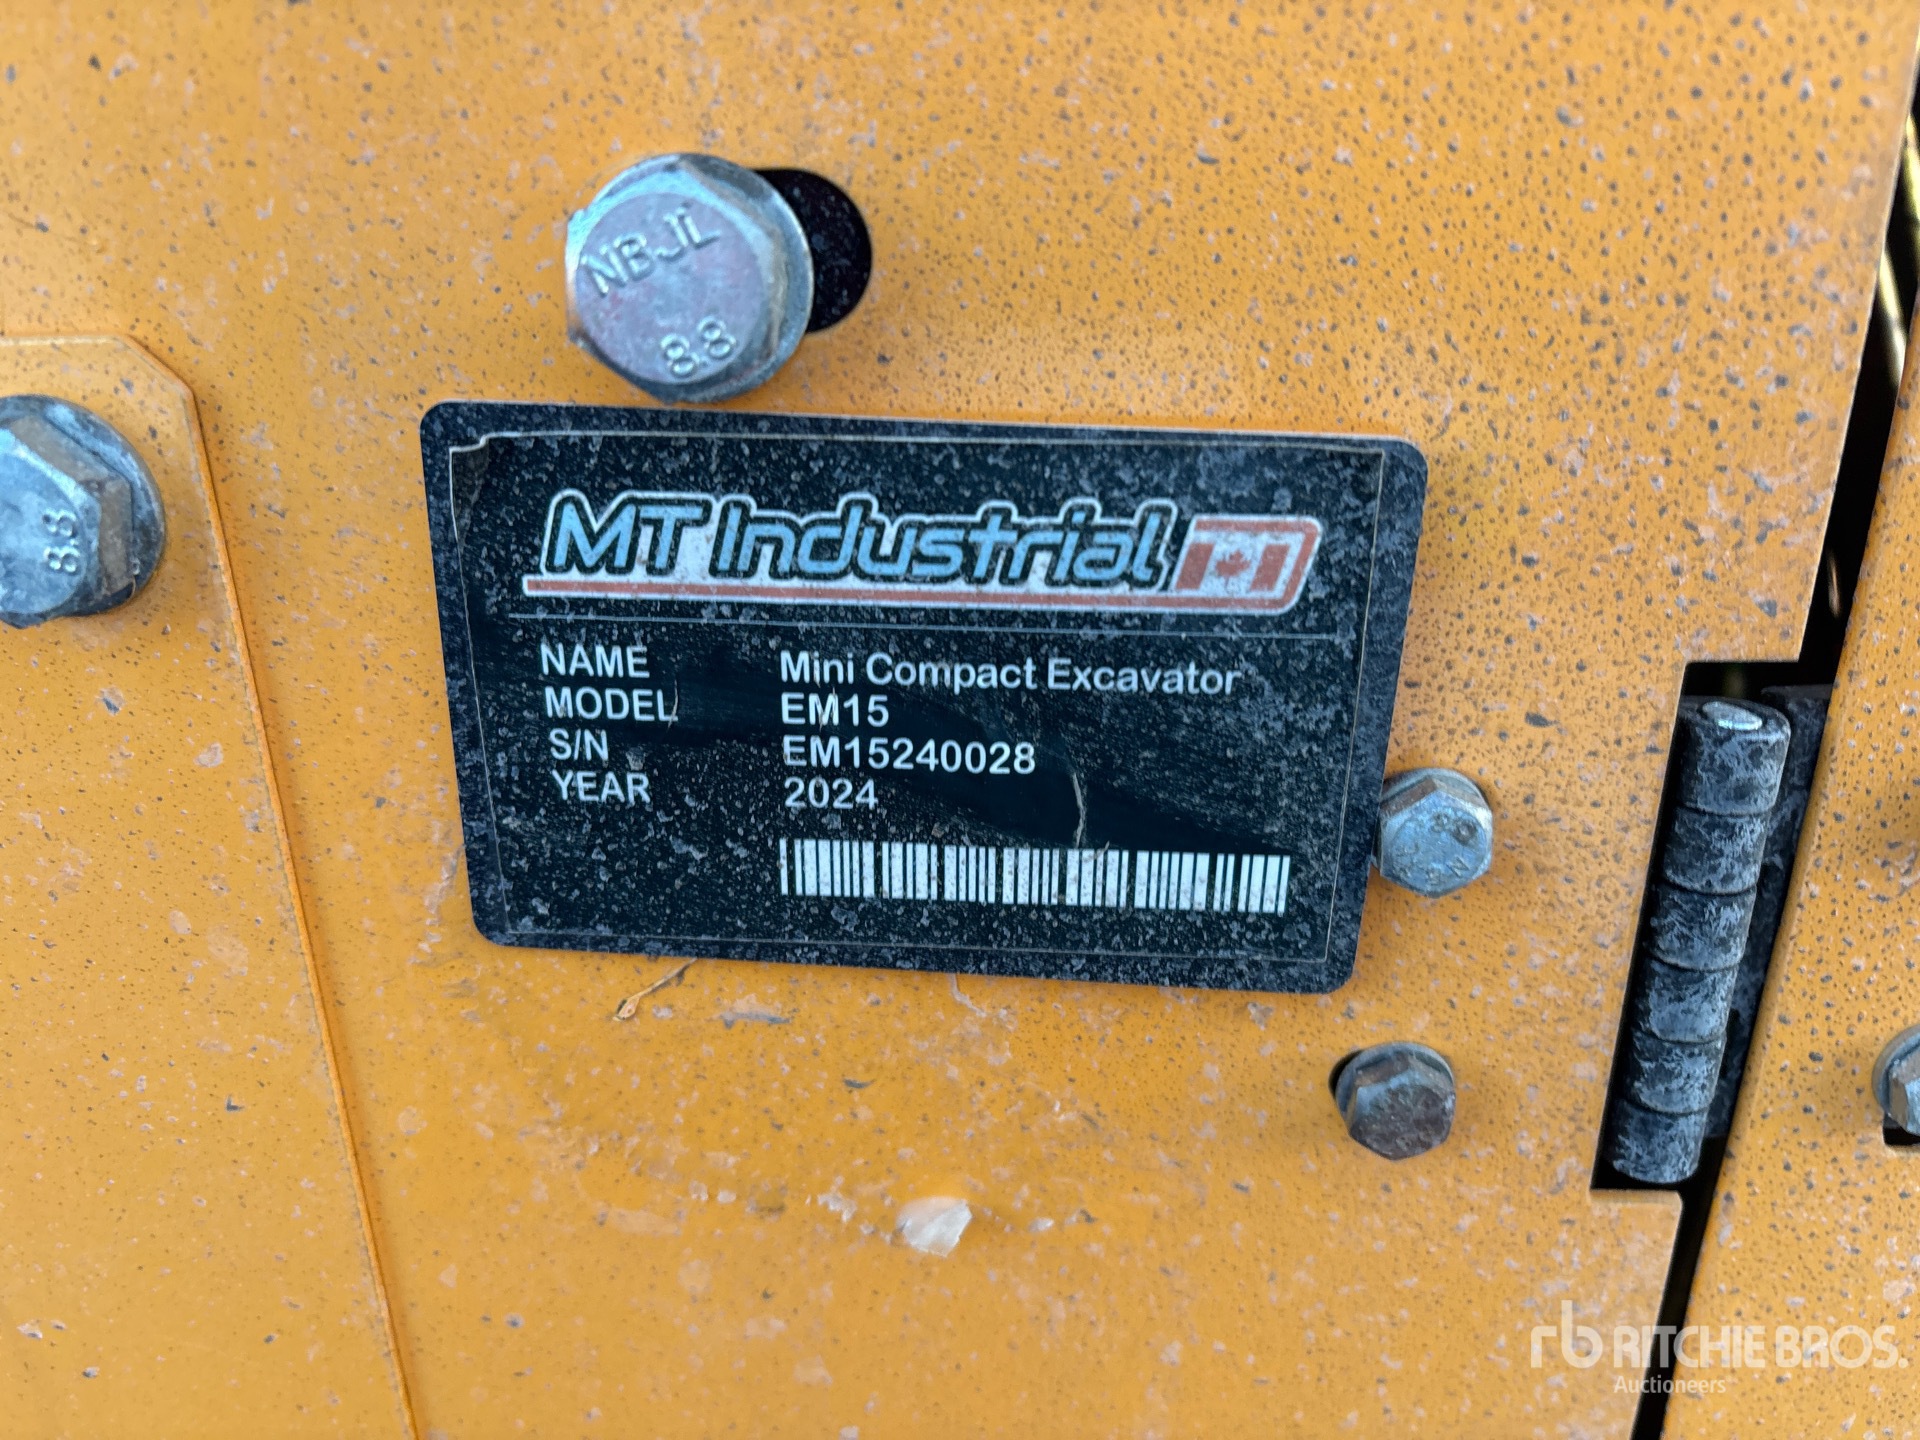 NBJL
8.8
8.8
MT Industrial
NAME Mini Compact Excavator
MODEL EM15
S/N EM15240028
YEAR 2024
rb RITCHIE BROS.
Auctioneers